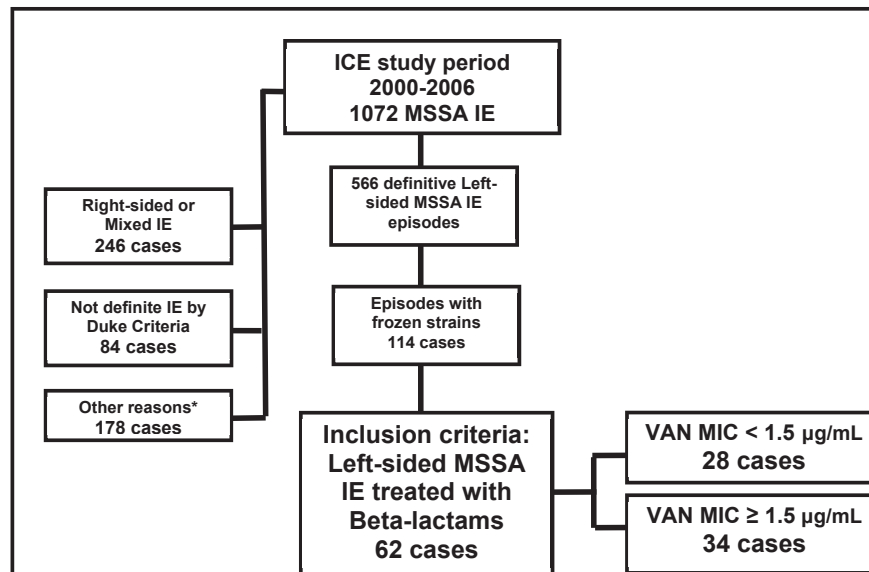 ICE study period
2000-2006
1072 MSSA IE
566 definitive Left-
sided MSSA IE
episodes
Right-sided or
Mixed IE
246 cases
Not definite IE by
Duke Criteria
84 cases
Other reasons*
178 cases
Episodes with
frozen strains
114 cases
Inclusion criteria:
Left-sided MSSA
IE treated with
Beta-lactams
62 cases
VAN MIC < 1.5 µg/mL
28 cases
VAN MIC ≥ 1.5 µg/mL
34 cases